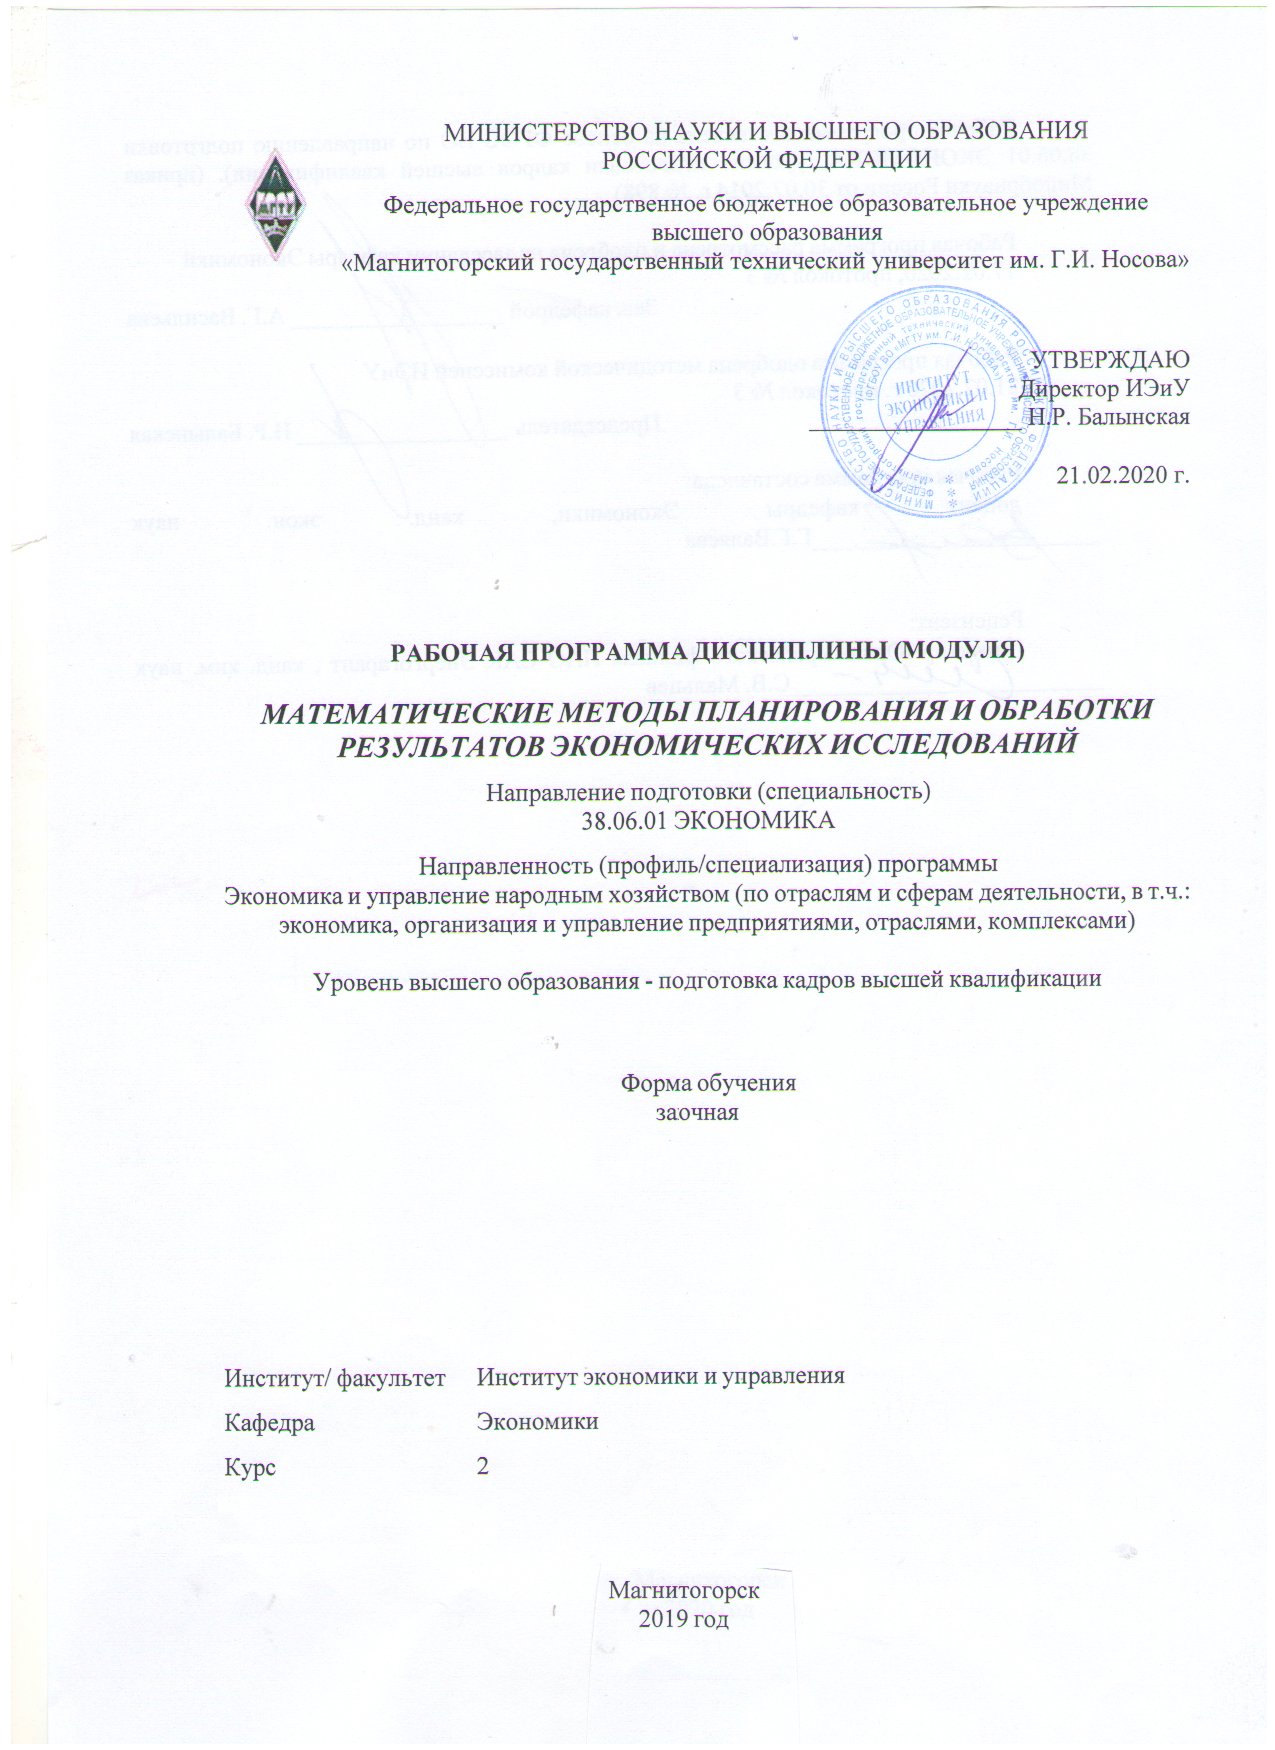 МИНИСТЕРСТВО НАУКИ И ВЫСШЕГО ОБРАЗОВАНИЯ
РОССИЙСКОЙ ФЕДЕРАЦИИ
Федеральное государственное бюджетное образовательное учреждение
высшего образования
«Магнитогорский государственный технический университет им. Г.И. Носова»
МГТУ
УТВЕРЖДАЮ
Директор ИЭиУ
Н.Р. Балынская
21.02.2020 г.
ИНСТИТУТ
ЭКОНОМИКИ И
УПРАВЛЕНИЯ
РАБОЧАЯ ПРОГРАММА ДИСЦИПЛИНЫ (МОДУЛЯ)
МАТЕМАТИЧЕСКИЕ МЕТОДЫ ПЛАНИРОВАНИЯ И ОБРАБОТКИ
РЕЗУЛЬТАТОВ ЭКОНОМИЧЕСКИХ ИССЛЕДОВАНИЙ
Направление подготовки (специальность)
38.06.01 ЭКОНОМИКА
Направленность (профиль/специализация) программы
Экономика и управление народным хозяйством (по отраслям и сферам деятельности, в т.ч.:
экономика, организация и управление предприятиями, отраслями, комплексами)
Уровень высшего образования - подготовка кадров высшей квалификации
Форма обучения
заочная
Институт/ факультет Институт экономики и управления
Кафедра Экономики
Курс 2
Магнитогорск
2019 год